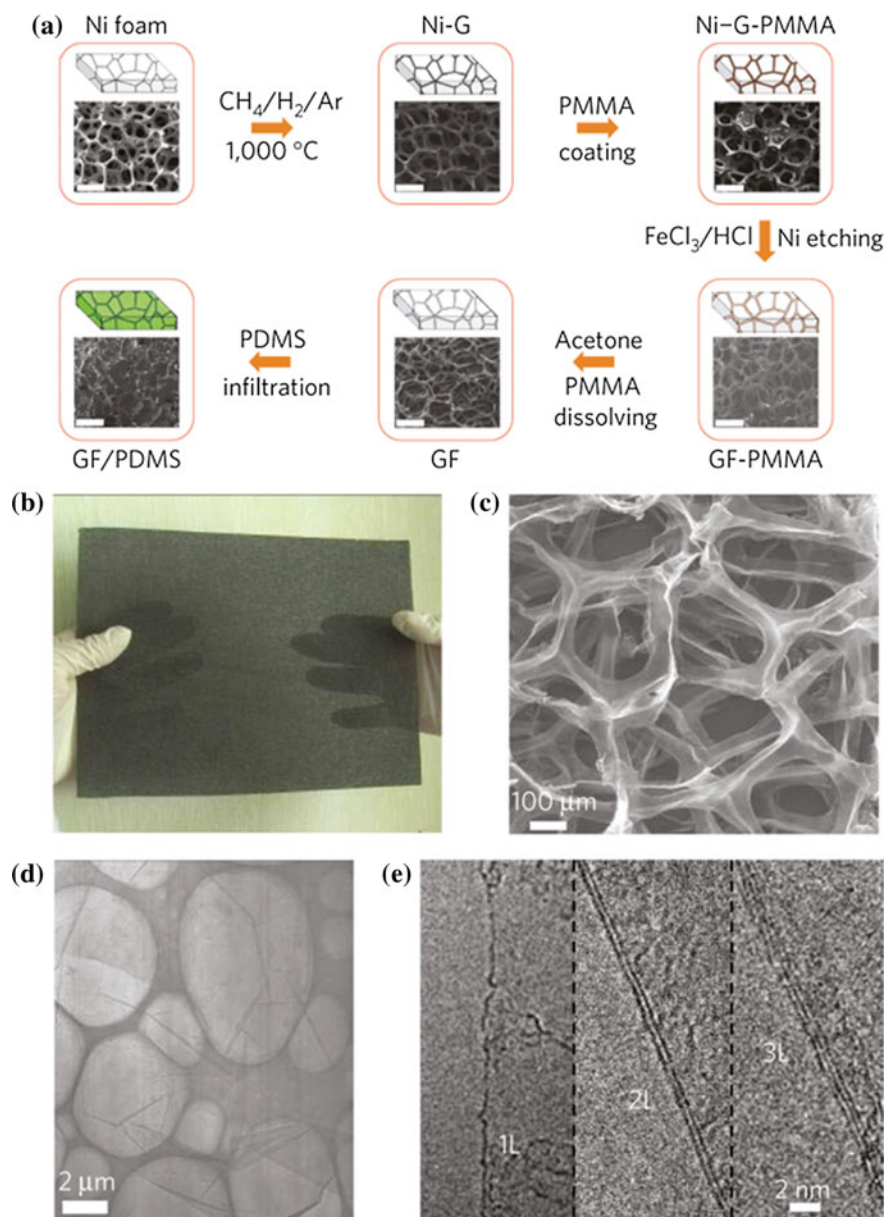 (a)
Ni foam
Ni-G
Ni–G-PMMA
CH4/H2/Ar
1,000 °C
PMMA
coating
FeCl3/HCl
Ni etching
PDMS
infiltration
Acetone
PMMA
dissolving
GF/PDMS
GF
GF-PMMA
(b)
(c)
100 μm
(d)
2 μm
(e)
1L
2L
3L
2 nm